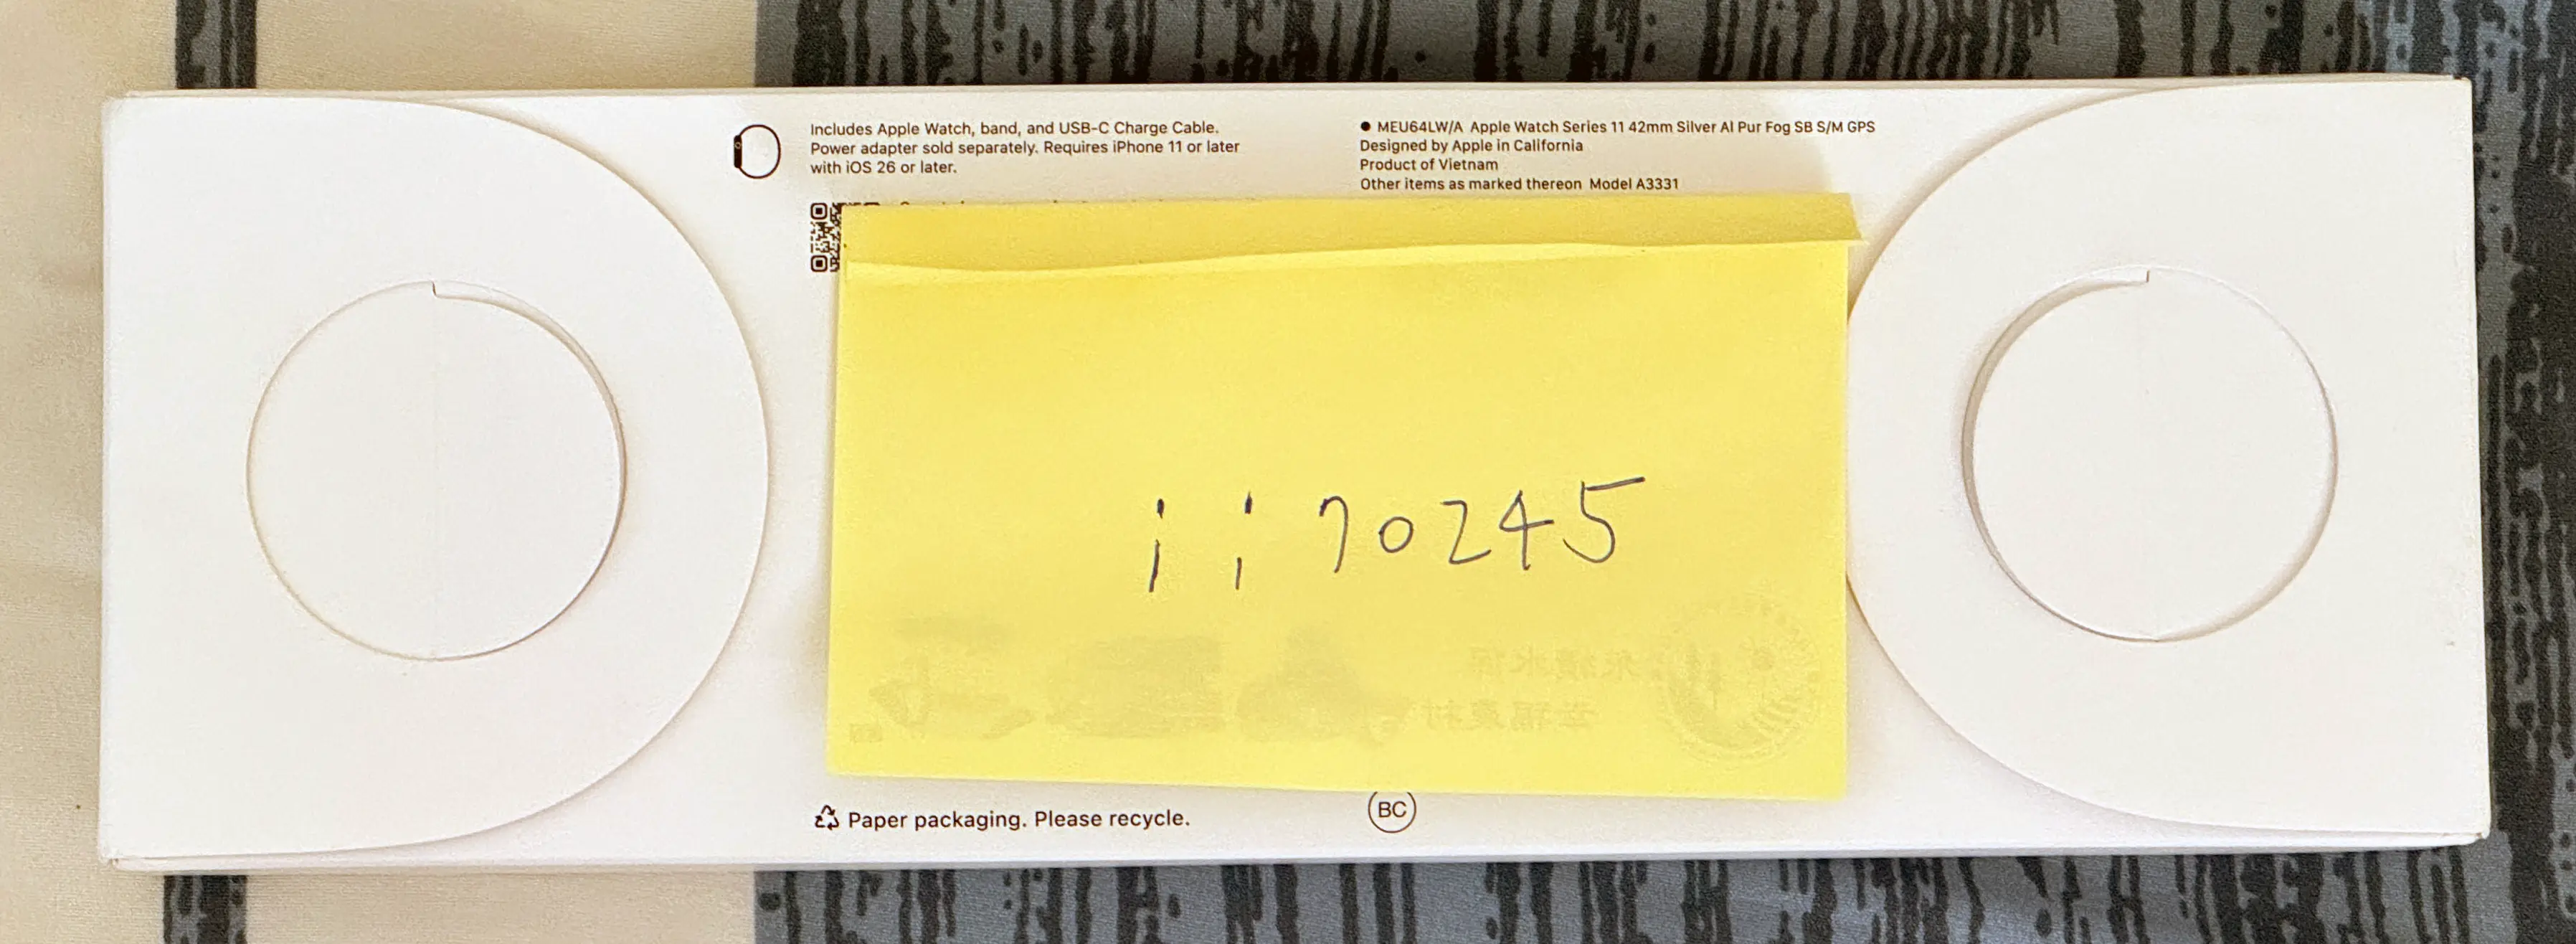 Includes Apple Watch, band, and USB-C Charge Cable.
Power adapter sold separately. Requires iPhone 11 or later
with iOS 26 or later.
● MEU64LW/A Apple Watch Series 11 42mm Silver Al Pur Fog SB S/M GPS
Designed by Apple in California
Product of Vietnam
Other items as marked thereon Model A3331
ii70245
Paper packaging. Please recycle.
BC